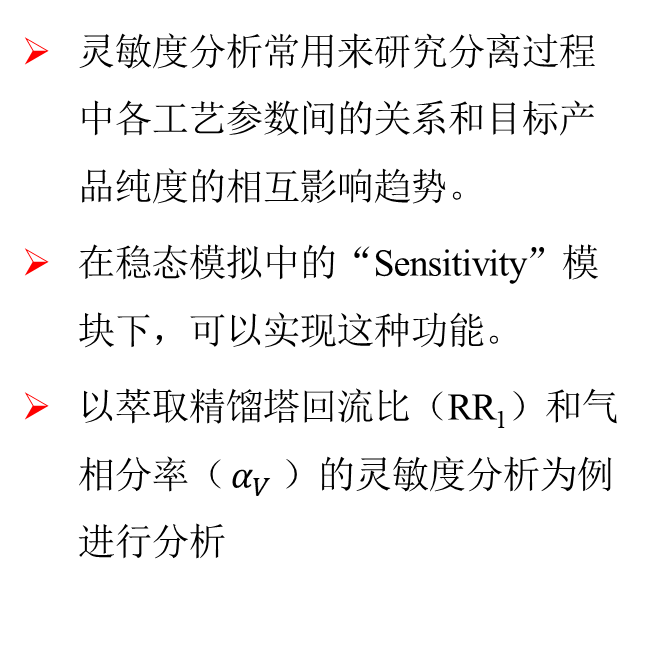 ➢ 灵敏度分析常用来研究分离过程
中各工艺参数间的关系和目标产
品纯度的相互影响趋势。
➢ 在稳态模拟中的“Sensitivity”模
块下，可以实现这种功能。
➢ 以萃取精馏塔回流比（RR₁）和气
相分率（ αV ）的灵敏度分析为例
进行分析